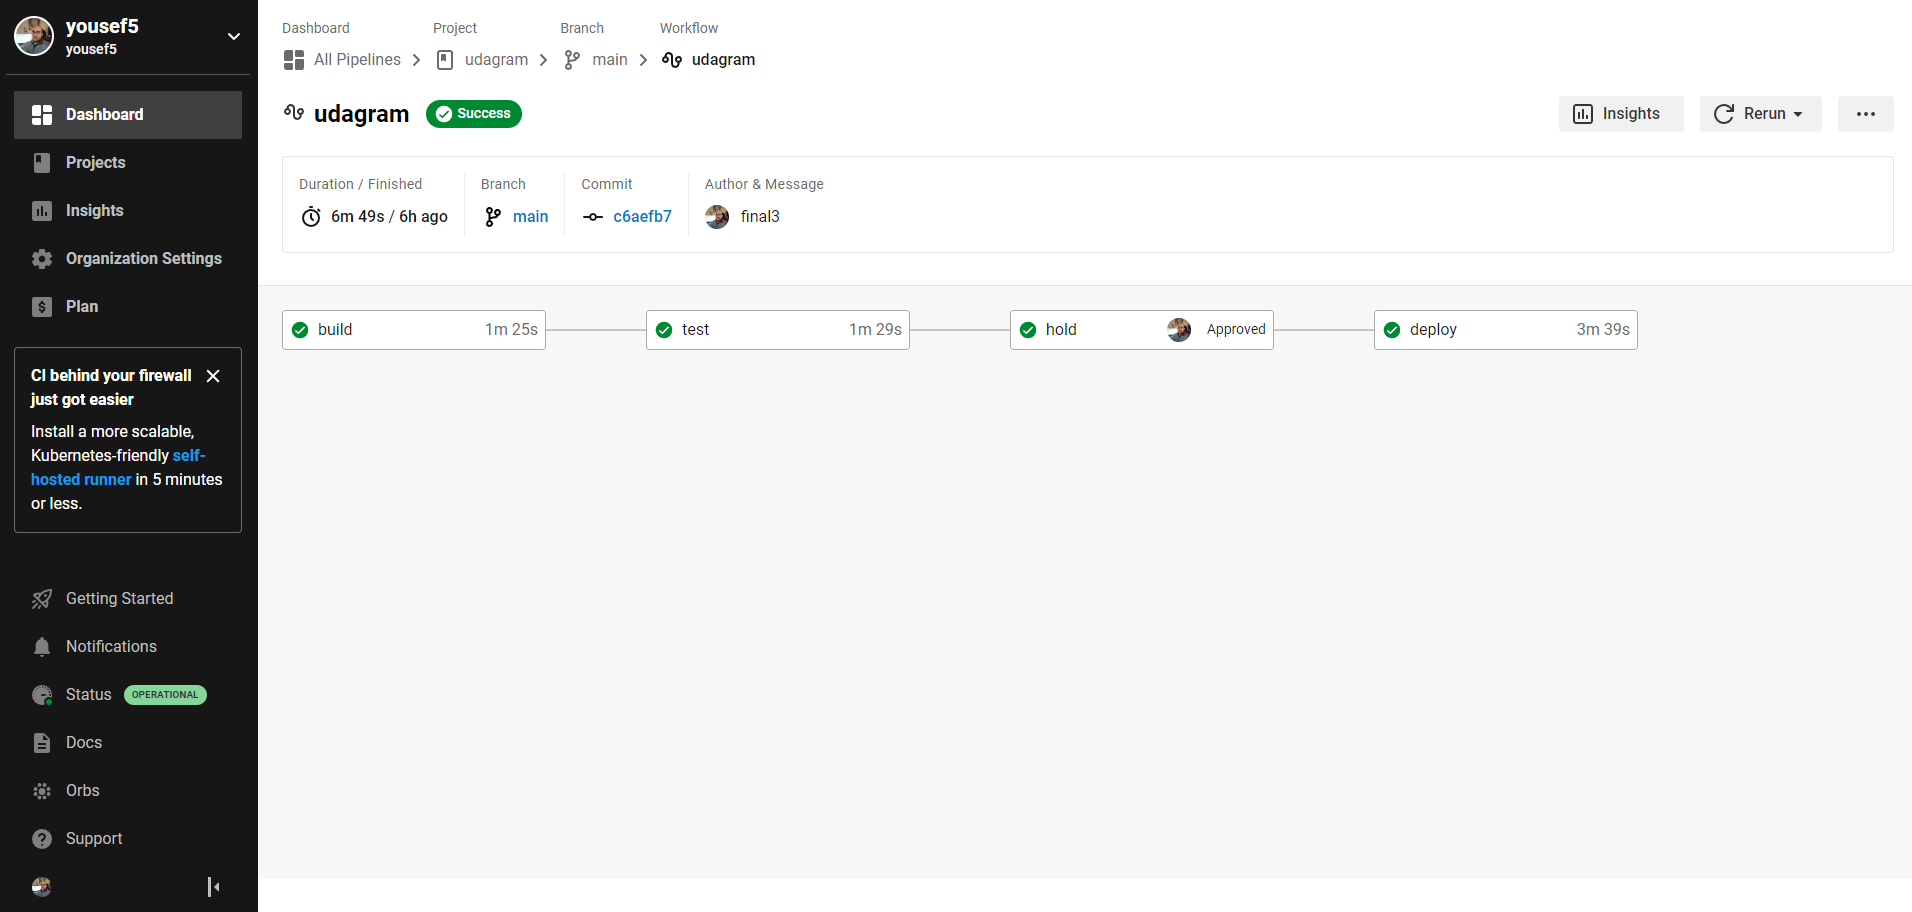 yousef5
yousef5
Dashboard
Projects
Insights
Organization Settings
Plan
CI behind your firewall
just got easier
Install a more scalable,
Kubernetes-friendly self-
hosted runner in 5 minutes
or less.
Getting Started
Notifications
Status OPERATIONAL
Docs
Orbs
Support
Dashboard Project Branch Workflow
All Pipelines udagram main udagram
udagram Success
Insights Rerun
Duration / Finished Branch Commit Author & Message
6m 49s / 6h ago main c6aefb7 final3
build 1m 25s test 1m 29s hold Approved deploy 3m 39s